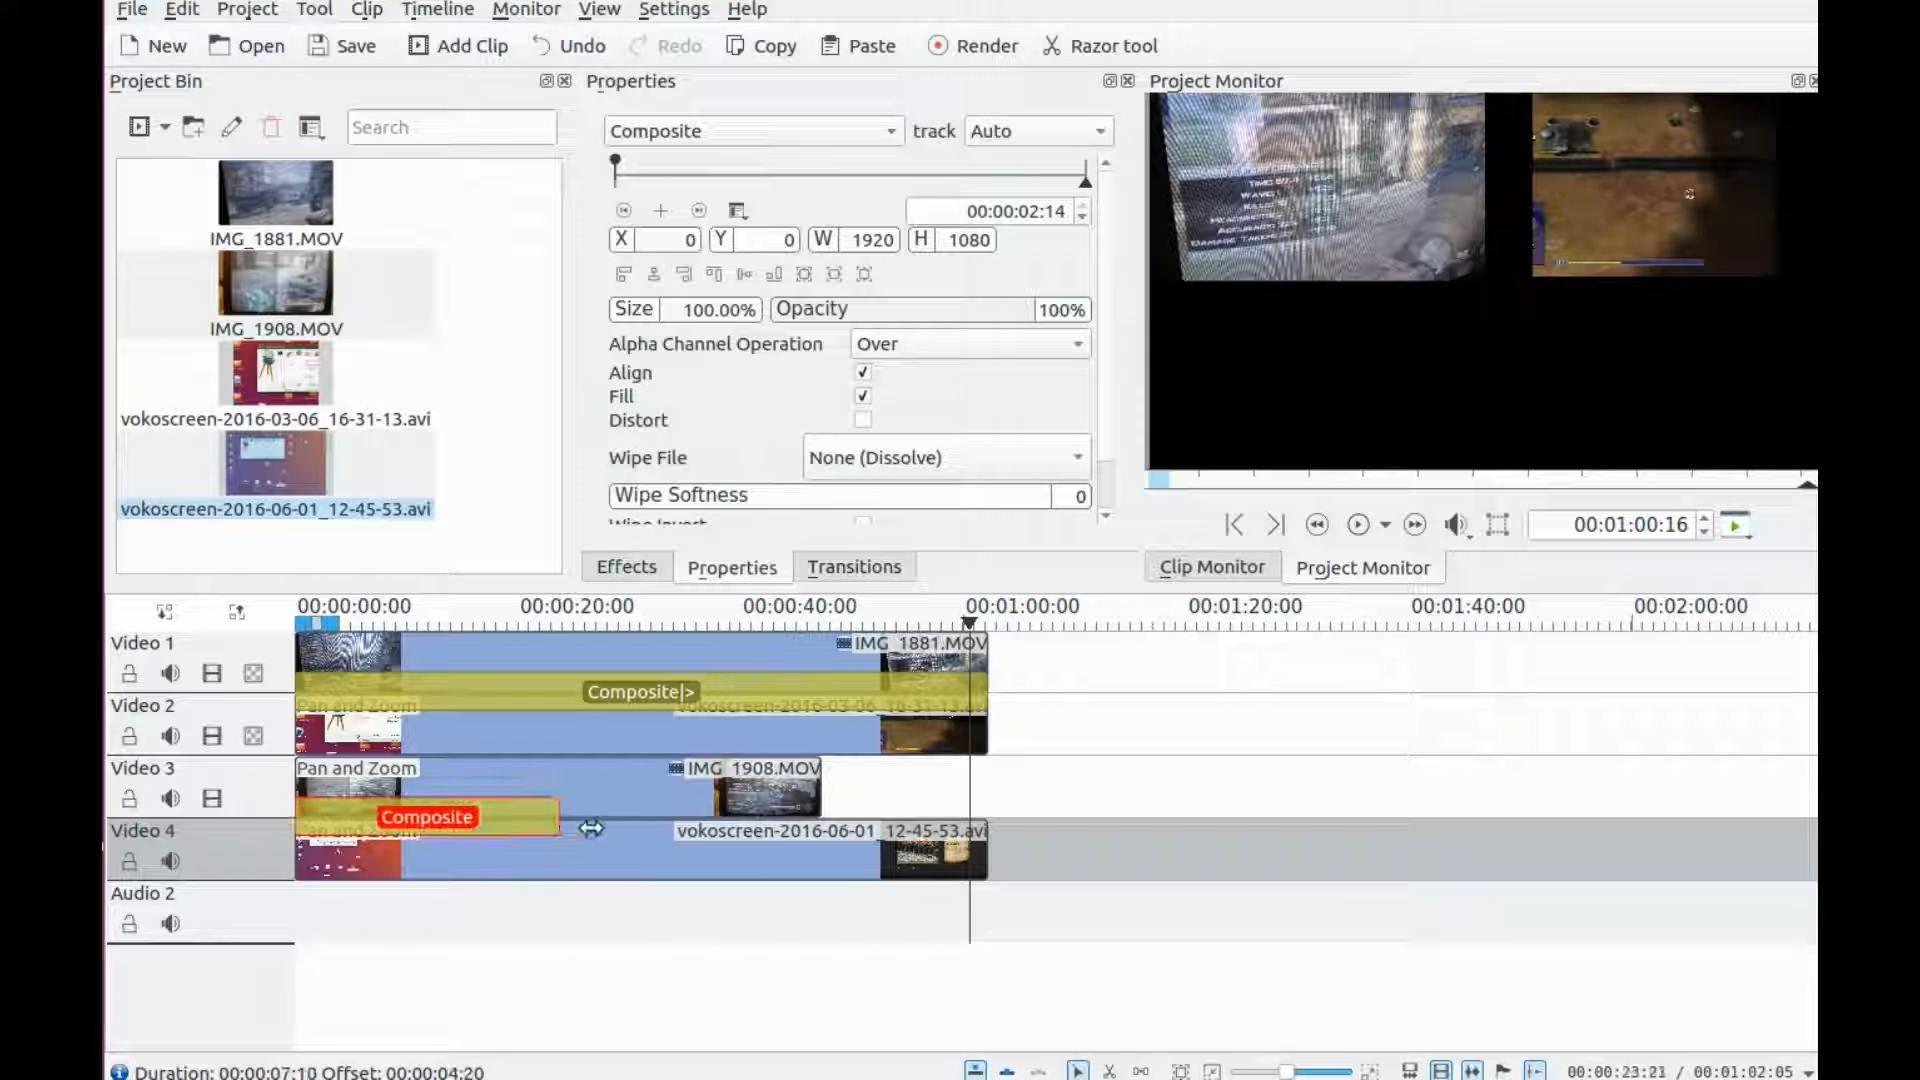 File Edit Project Tool Clip Timeline Monitor View Settings Help
New Open Save Add Clip Undo Redo Copy Paste Render Razor tool
Project Bin Properties Project Monitor
Search
Composite track Auto
00:00:02:14
X 0 Y 0 W 1920 H 1080
Size 100.00% Opacity 100%
Alpha Channel Operation Over
Align
Fill
Distort
Wipe File None (Dissolve)
Wipe Softness 0
Wipe Invert
IMG_1881.MOV
IMG_1908.MOV
vokoscreen-2016-03-06_16-31-13.avi
vokoscreen-2016-06-01_12-45-53.avi
00:01:00:16
Effects Properties Transitions Clip Monitor Project Monitor
00:00:00:00 00:00:20:00 00:00:40:00 00:01:00:00 00:01:20:00 00:01:40:00 00:02:00:00
Video 1 IMG_1881.MOV
Composite|>
Video 2 Pan and Zoom vokoscreen-2016-03-06_16-31-13.avi
Video 3 Pan and Zoom IMG_1908.MOV
Composite
Video 4 Pan and Zoom vokoscreen-2016-06-01_12-45-53.avi
Audio 2
Duration: 00:00:07:10 Offset: 00:00:04:20 00:00:23:21 / 00:01:02:05